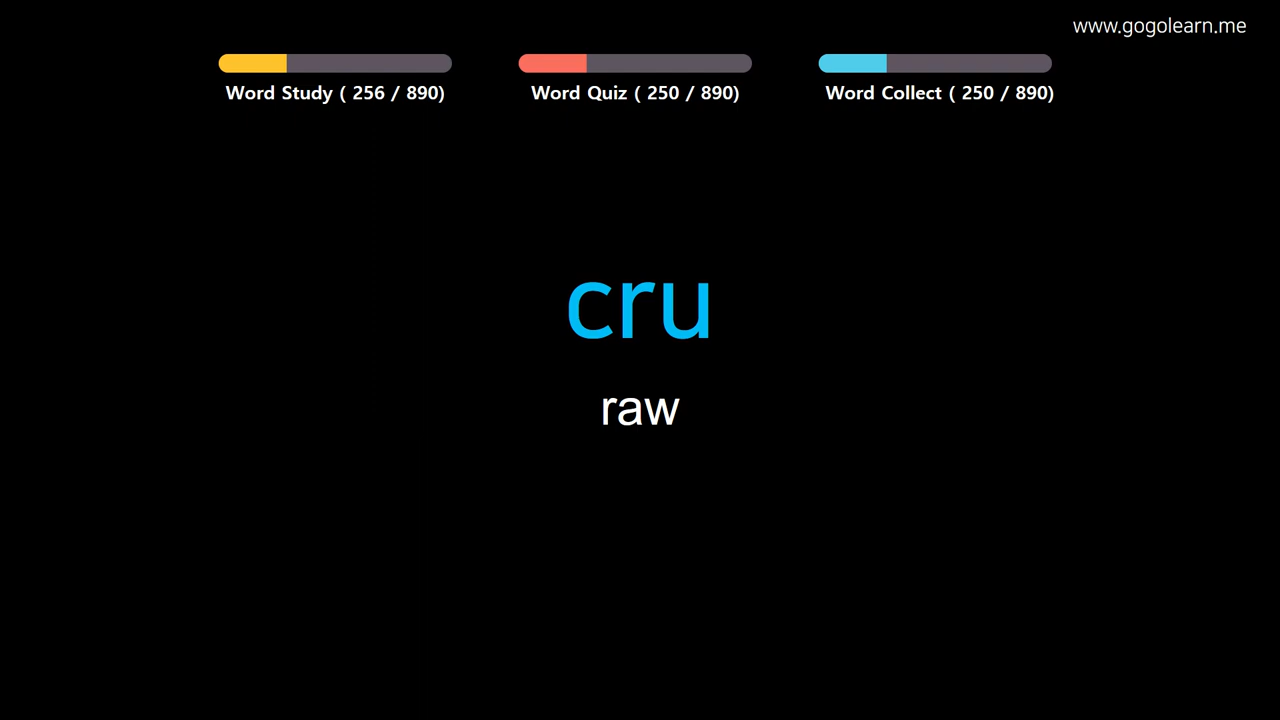 www.gogolearn.me
Word Study ( 256 / 890)
Word Quiz ( 250 / 890)
Word Collect ( 250 / 890)
cru
raw